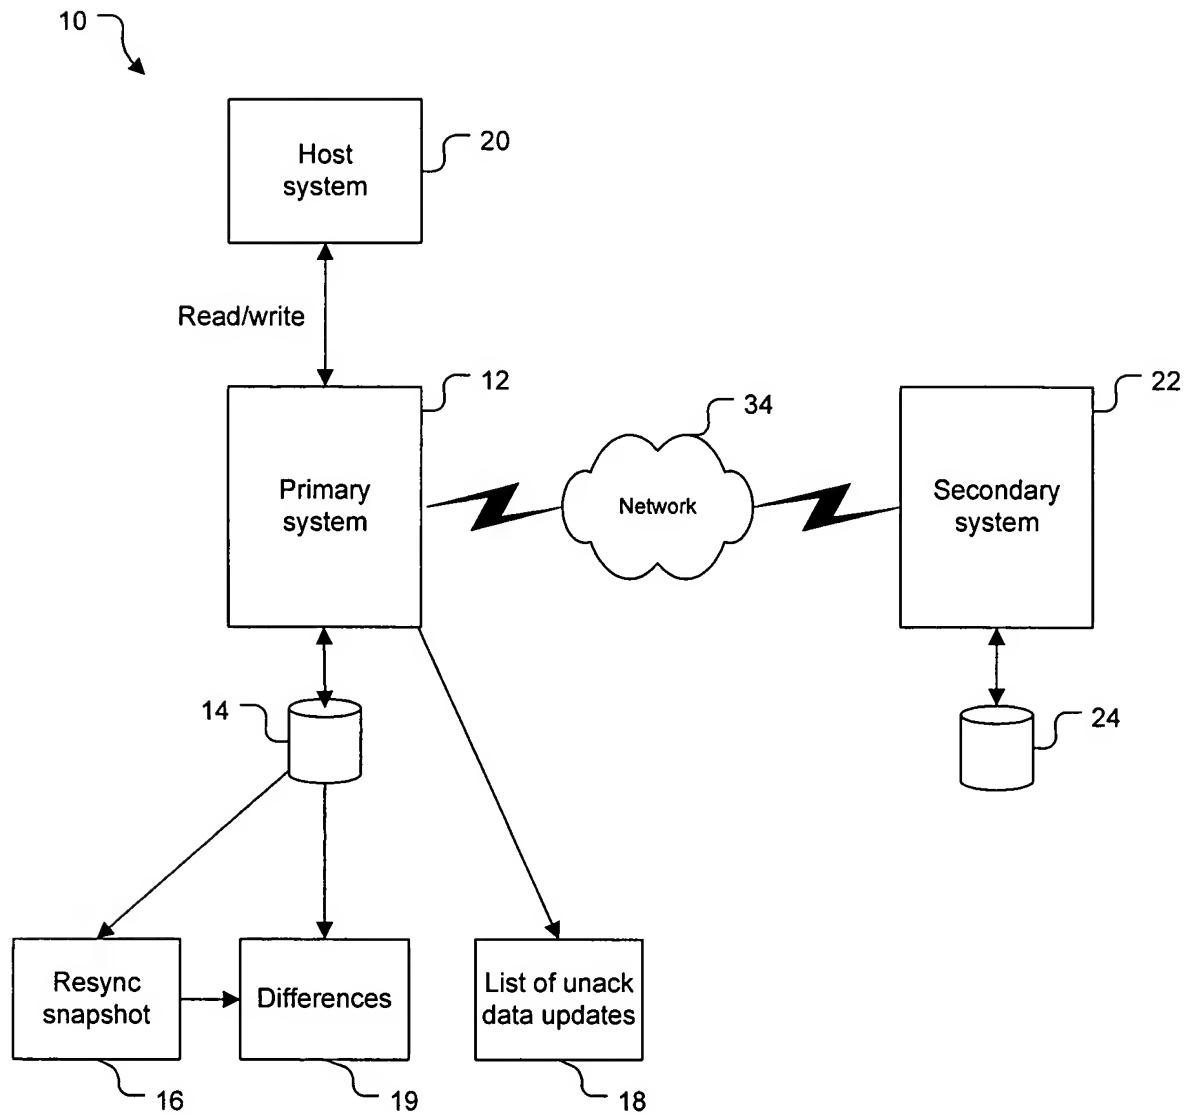 10
Host
system
20
Read/write
12
22
34
Primary
system
Network
Secondary
system
14
24
Resync
snapshot
Differences
List of unack
data updates
16
19
18